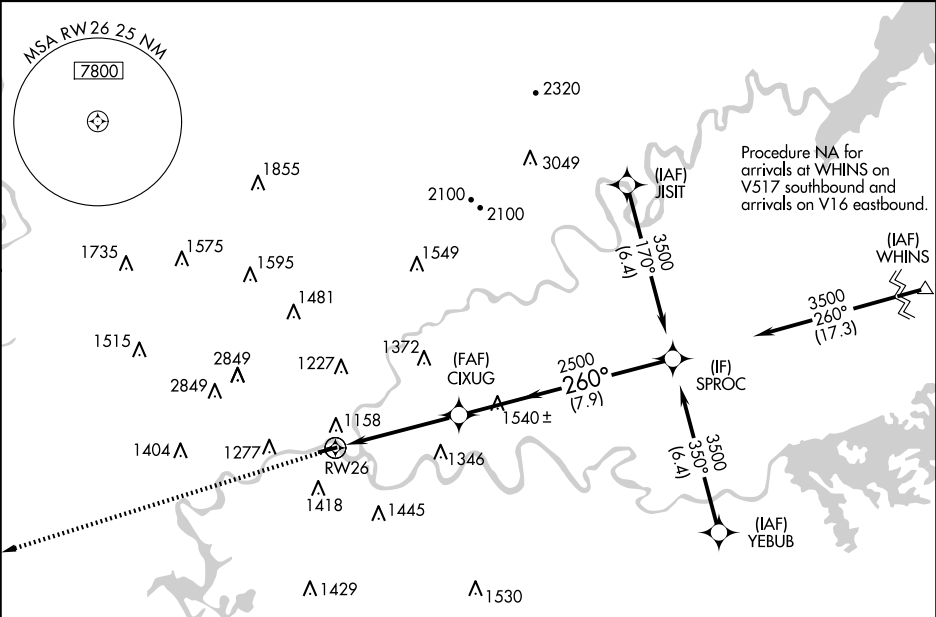 MSA RW26 25 NM
7800
2320
3049
1855
2100
2100
(IAF)
JISIT
Procedure NA for
arrivals at WHINS on
V517 southbound and
arrivals on V16 eastbound.
3500
170°
(6.4)
(IAF)
WHINS
1735
1575
1595
1549
1481
3500
260°
(17.3)
1515
2849
2849
1227
1372
(FAF)
CIXUG
2500
260°
(7.9)
(IF)
SPROC
1540 ±
1158
1404
1277
RW26
1346
3500
350°
(6.4)
1418
1445
(IAF)
YEBUB
1429
1530